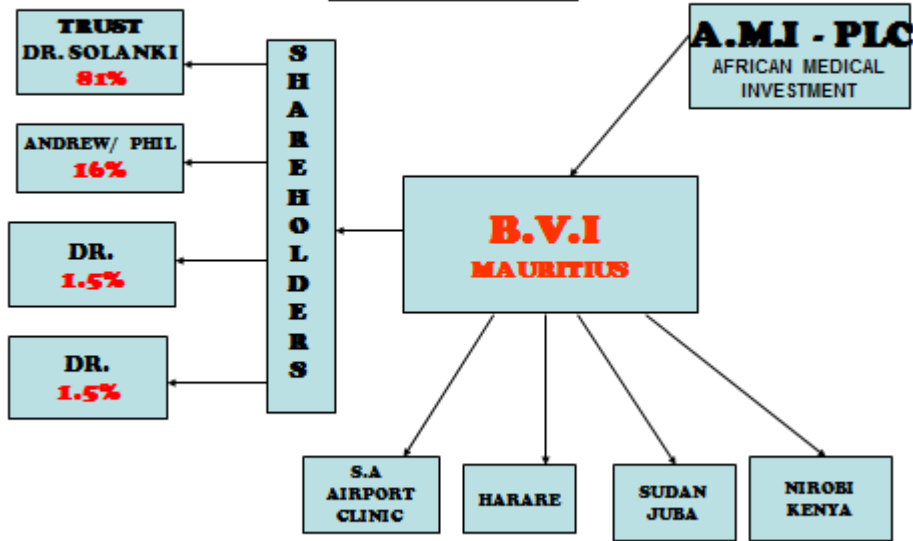 TRUST
DR. SOLANKI
81%
ANDREW/ PHIL
16%
DR.
1.5%
DR.
1.5%
SHAREHOLDERS
A.M.I - PLC
AFRICAN MEDICAL
INVESTMENT
B.V.I
MAURITIUS
S.A
AIRPORT
CLINIC
HARARE
SUDAN
JUBA
NIROBI
KENYA